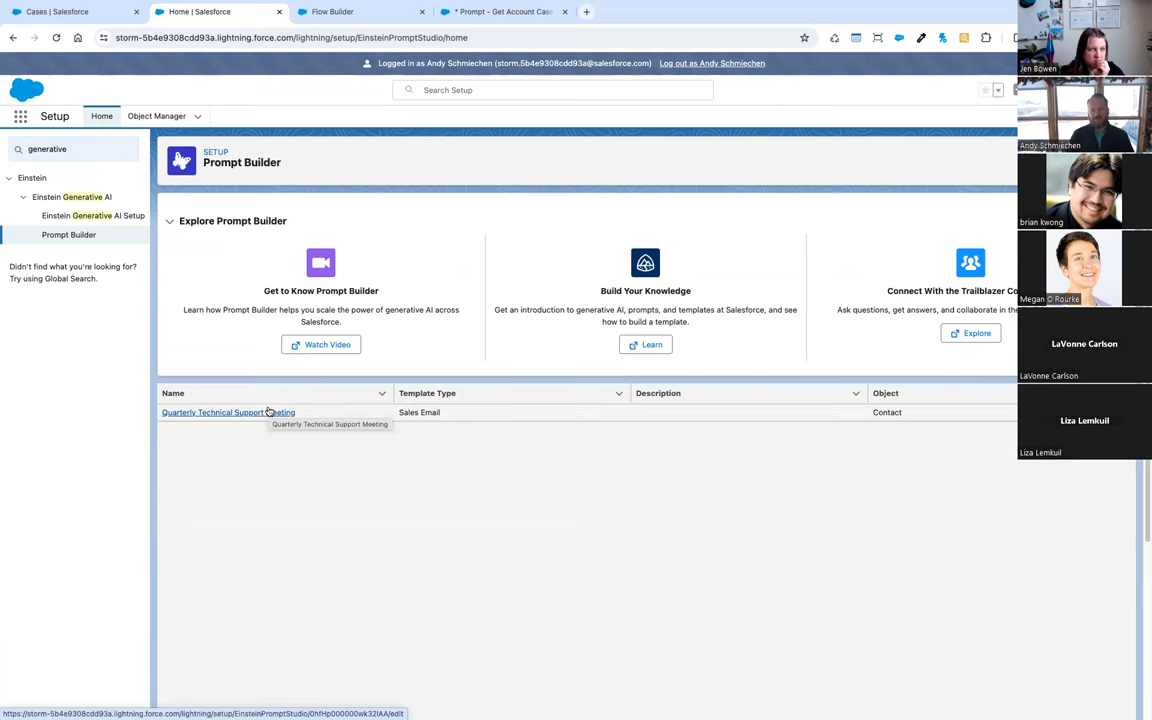 Cases | Salesforce
Home | Salesforce
Flow Builder
* Prompt - Get Account Case
storm-5b4e9308cdd93a.lightning.force.com/lightning/setup/EinsteinPromptStudio/home
Logged in as Andy Schmiechen (storm.5b4e9308cdd93a@salesforce.com)
Log out as Andy Schmiechen
Search Setup
Setup
Home
Object Manager
generative
Einstein
Einstein Generative AI
Einstein Generative AI Setup
Prompt Builder
Didn't find what you're looking for?
Try using Global Search.
SETUP
Prompt Builder
Explore Prompt Builder
Get to Know Prompt Builder
Learn how Prompt Builder helps you scale the power of generative AI across
Salesforce.
Watch Video
Build Your Knowledge
Get an introduction to generative AI, prompts, and templates at Salesforce, and see
how to build a template.
Learn
Connect With the Trailblazer Co
Ask questions, get answers, and collaborate in the
Explore
Name
Template Type
Description
Object
Quarterly Technical Support Meeting
Sales Email
Contact
Quarterly Technical Support Meeting
Jen Bowen
Andy Schmiechen
brian kwong
Megan O'Rourke
LaVonne Carlson
LaVonne Carlson
Liza Lemkuil
Liza Lemkuil
https://storm-5b4e9308cdd93a.lightning.force.com/lightning/setup/EinsteinPromptStudio/0hfHp000000wk32IAA/edit